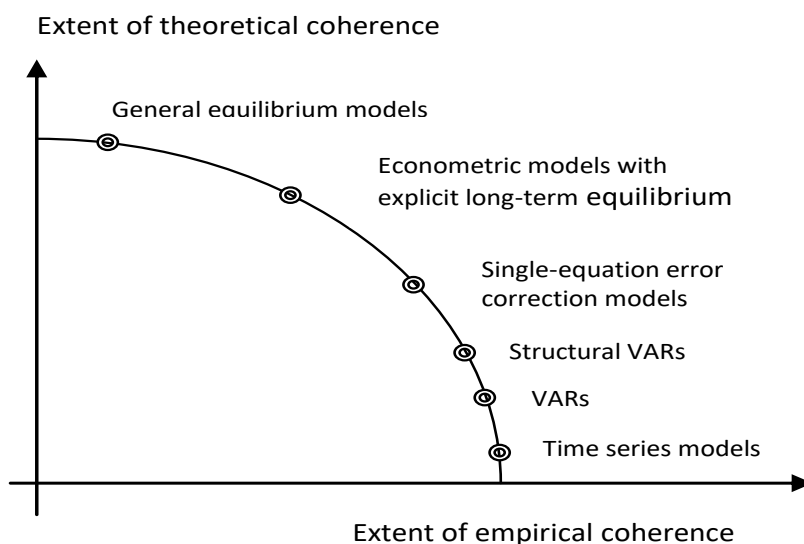 Extent of theoretical coherence
General equilibrium models
Econometric models with
explicit long-term equilibrium
Single-equation error
correction models
Structural VARs
VARs
Time series models
Extent of empirical coherence